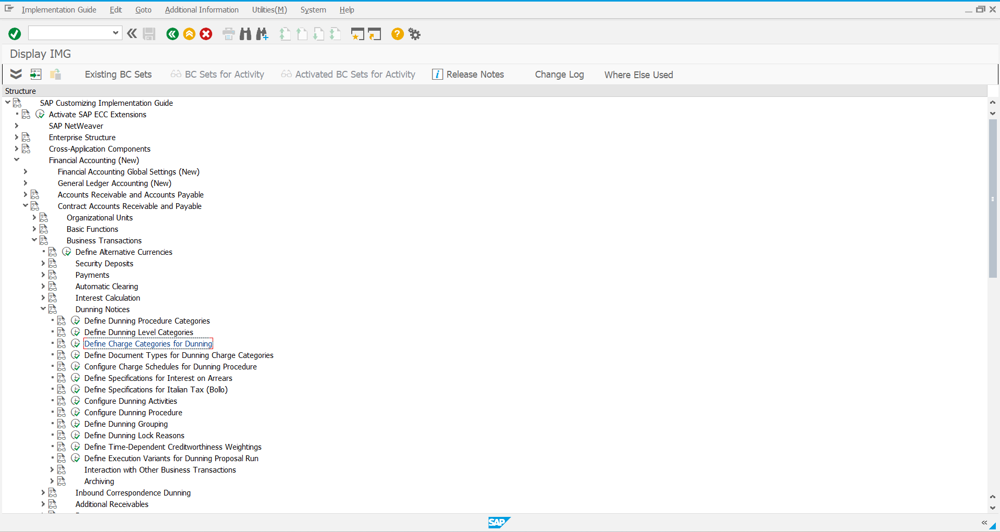 Implementation Guide Edit Goto Additional Information Utilities(M) System Help
Display IMG
Existing BC Sets BC Sets for Activity Activated BC Sets for Activity Release Notes Change Log Where Else Used
Structure
SAP Customizing Implementation Guide
Activate SAP ECC Extensions
SAP NetWeaver
Enterprise Structure
Cross-Application Components
Financial Accounting (New)
Financial Accounting Global Settings (New)
General Ledger Accounting (New)
Accounts Receivable and Accounts Payable
Contract Accounts Receivable and Payable
Organizational Units
Basic Functions
Business Transactions
Define Alternative Currencies
Security Deposits
Payments
Automatic Clearing
Interest Calculation
Dunning Notices
Define Dunning Procedure Categories
Define Dunning Level Categories
Define Charge Categories for Dunning
Define Document Types for Dunning Charge Categories
Configure Charge Schedules for Dunning Procedure
Define Specifications for Interest on Arrears
Define Specifications for Italian Tax (Bollo)
Configure Dunning Activities
Configure Dunning Procedure
Define Dunning Grouping
Define Dunning Lock Reasons
Define Time-Dependent Creditworthiness Weightings
Define Execution Variants for Dunning Proposal Run
Interaction with Other Business Transactions
Archiving
Inbound Correspondence Dunning
Additional Receivables
SAP